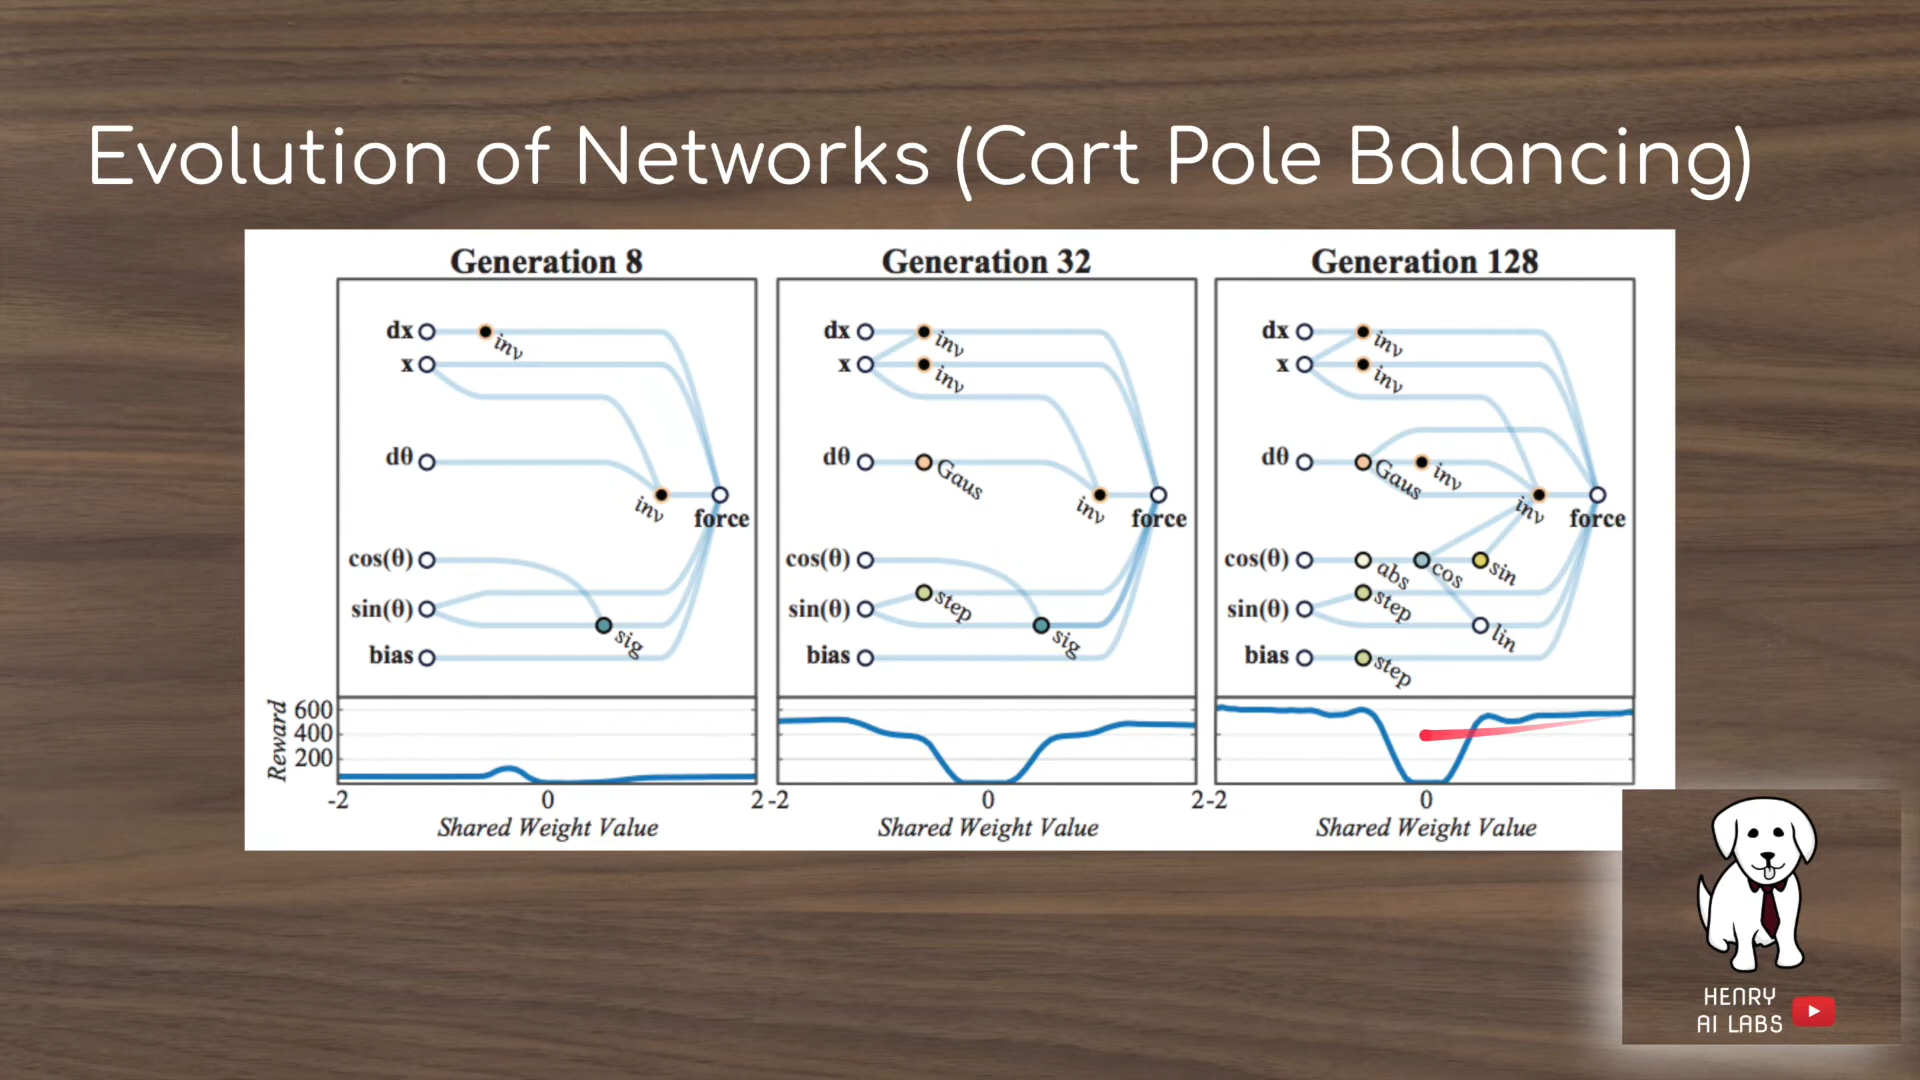 Evolution of Networks (Cart Pole Balancing)
Generation 8
dx
inv
x
dθ
inv
force
cos(θ)
sin(θ)
sig
bias
Generation 32
dx
inv
x
inv
dθ
Gaus
inv
force
cos(θ)
step
sin(θ)
sig
bias
Generation 128
dx
inv
x
inv
dθ
Gaus
inv
inv
force
cos(θ)
abs
cos
sin
step
sin(θ)
lin
bias
step
Reward
600
400
200
-2 0 2
-2 0 2
-2 0
Shared Weight Value
Shared Weight Value
Shared Weight Value
HENRY
AI LABS